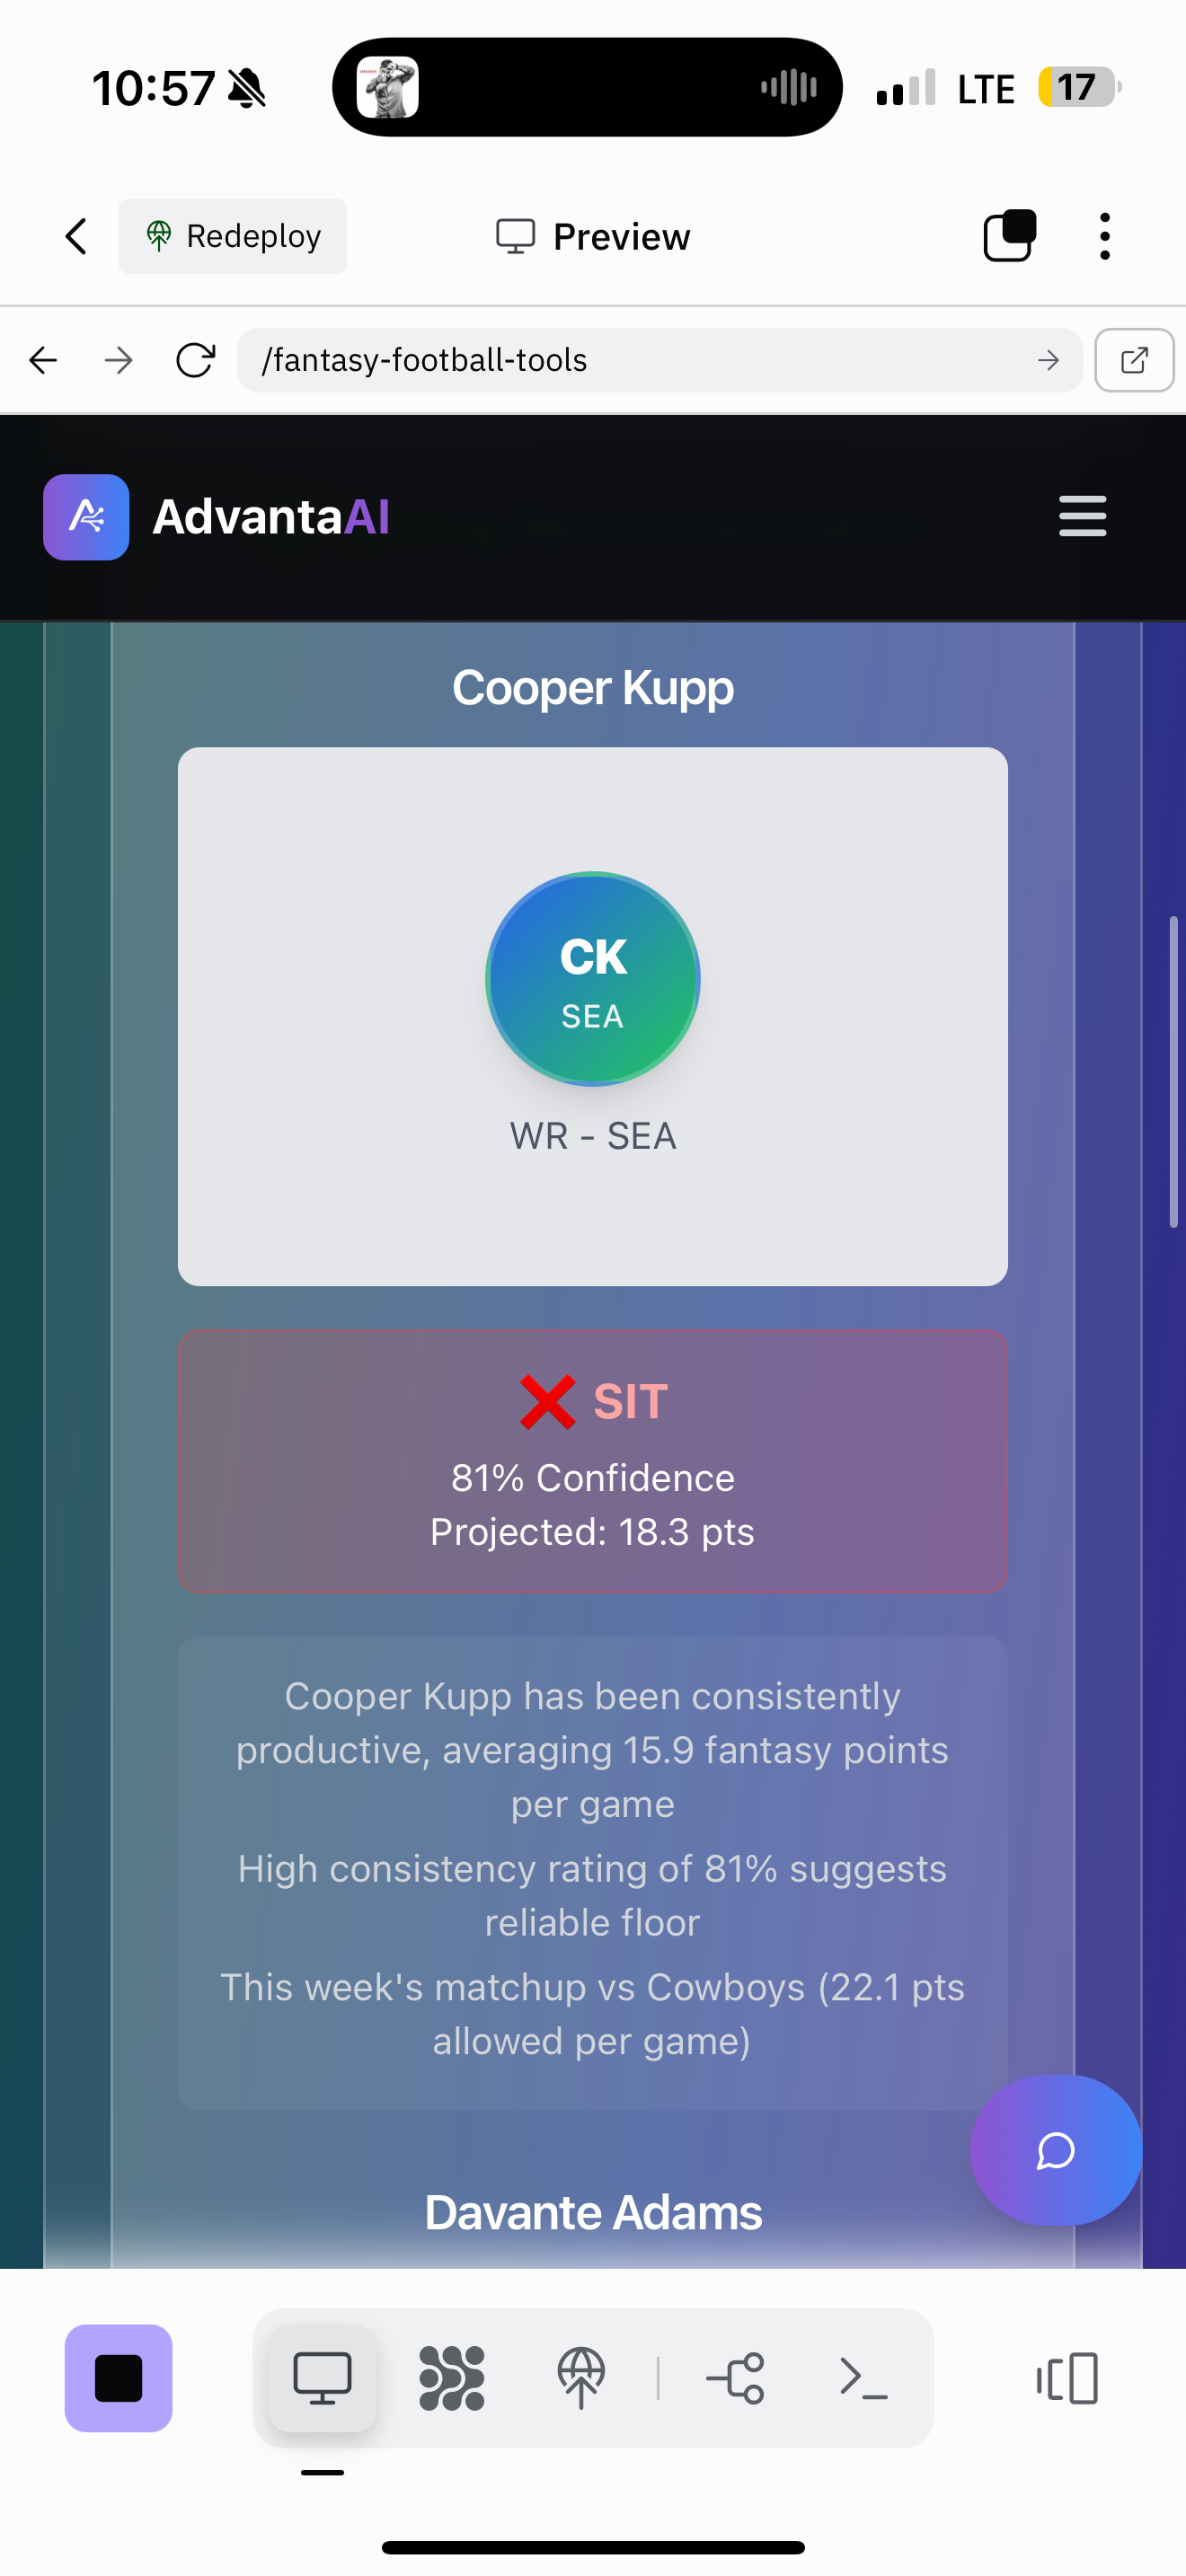 10:57
LTE
17
Redeploy
Preview
/fantasy-football-tools
AdvantaAI
Cooper Kupp
CK
SEA
WR - SEA
❌ SIT
81% Confidence
Projected: 18.3 pts
Cooper Kupp has been consistently
productive, averaging 15.9 fantasy points
per game
High consistency rating of 81% suggests
reliable floor
This week's matchup vs Cowboys (22.1 pts
allowed per game)
Davante Adams